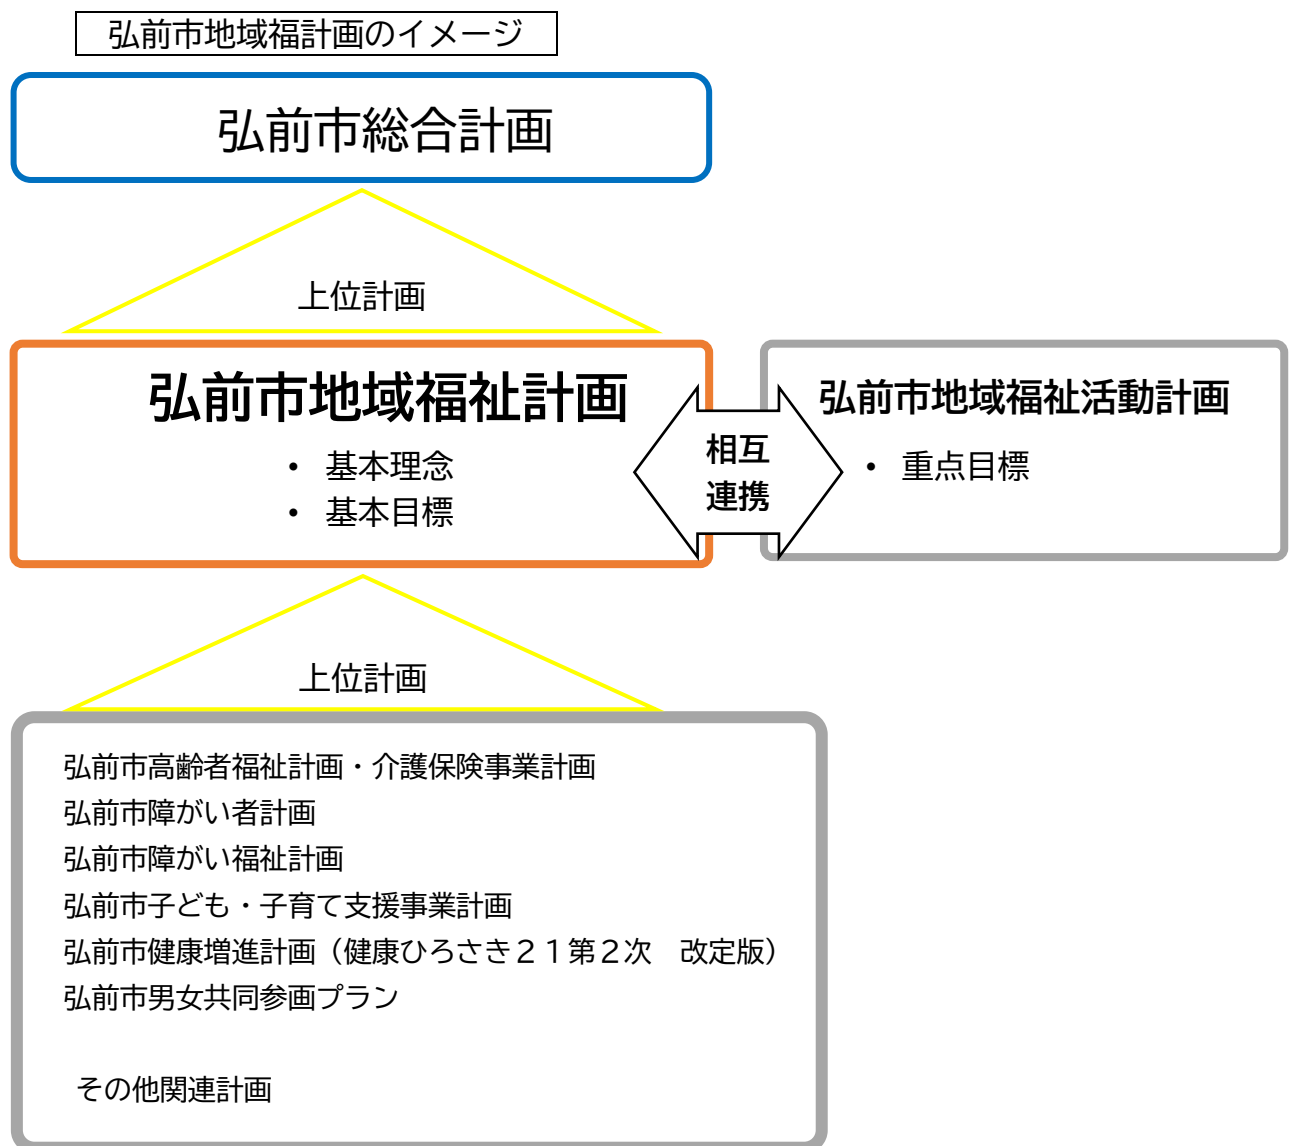 弘前市地域福計画のイメージ
弘前市総合計画
上位計画
弘前市地域福祉計画
• 基本理念
• 基本目標
相互
連携
弘前市地域福祉活動計画
• 重点目標
上位計画
弘前市高齢者福祉計画・介護保険事業計画
弘前市障がい者計画
弘前市障がい福祉計画
弘前市子ども・子育て支援事業計画
弘前市健康増進計画（健康ひろさき２１第２次　改定版）
弘前市男女共同参画プラン
その他関連計画